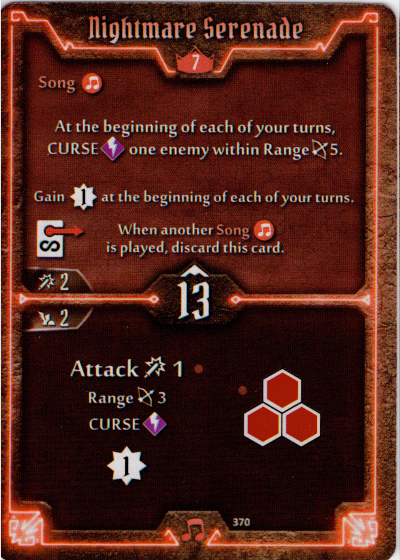 Nightmare Serenade
7
Song
At the beginning of each of your turns,
CURSE one enemy within Range 5.
Gain 1 at the beginning of each of your turns.
When another Song
is played, discard this card.
2
13
2
Attack 1
Range 3
CURSE
1
370